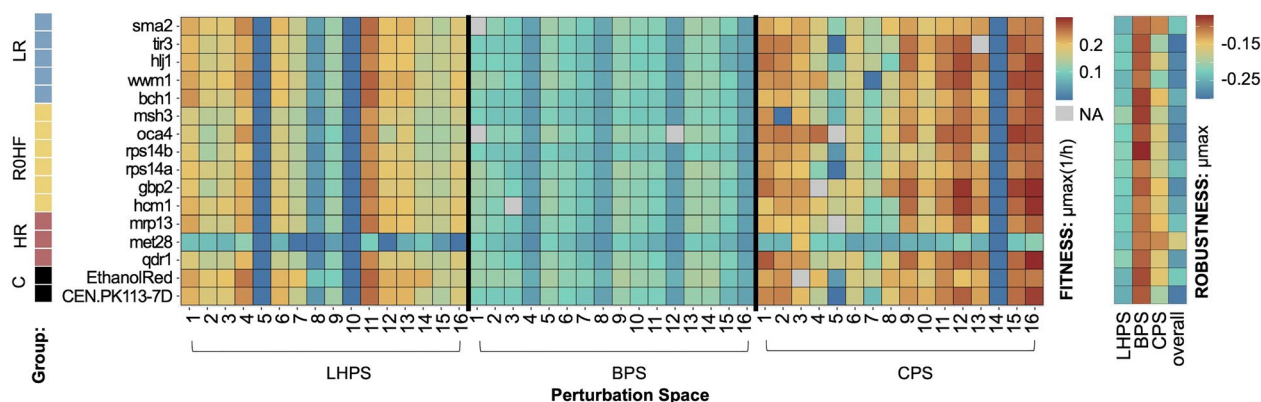 LR
R0HF
HR
C
Group:
sma2
tir3
hlj1
wwm1
bch1
msh3
oca4
rps14b
rps14a
gbp2
hcm1
mrp13
met28
qdr1
EthanolRed
CEN.PK113-7D
1 2 3 4 5 6 7 8 9 10 11 12 13 14 15 16
1 2 3 4 5 6 7 8 9 10 11 12 13 14 15 16
1 2 3 4 5 6 7 8 9 10 11 12 13 14 15 16
LHPS
BPS
CPS
Perturbation Space
0.2
0.1
NA
FITNESS: µmax(1/h)
LHPS
BPS
CPS
overall
-0.15
-0.25
ROBUSTNESS: µmax